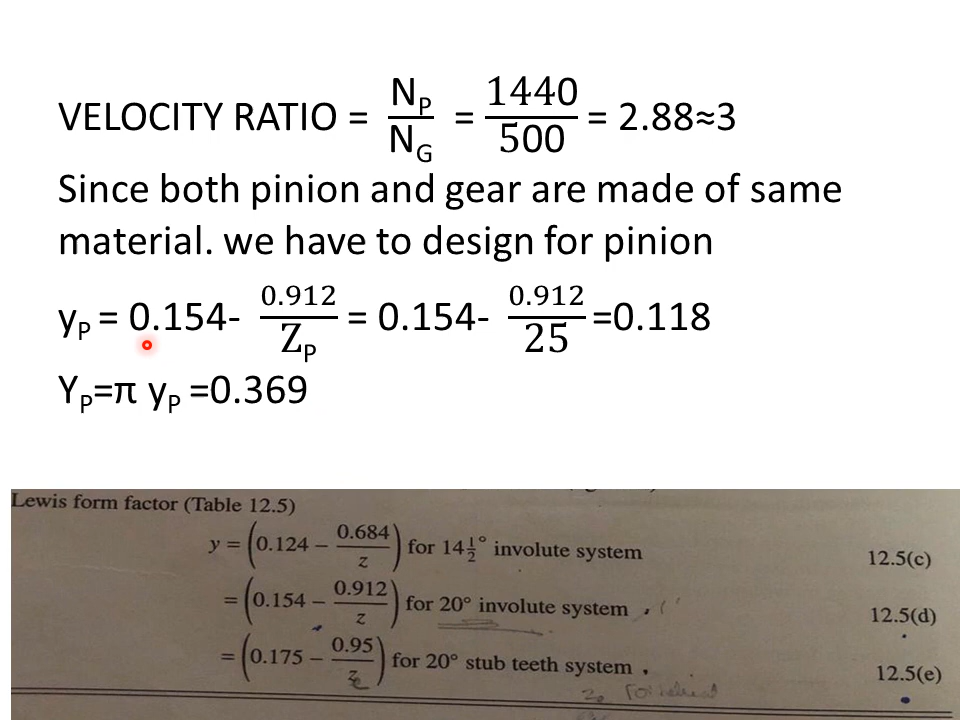 VELOCITY RATIO = N_P/N_G = 1440/500 = 2.88≈3
Since both pinion and gear are made of same
material. we have to design for pinion
y_P = 0.154- 0.912/Z_P = 0.154- 0.912/25 =0.118
Y_P=π y_P =0.369
Lewis form factor (Table 12.5)
y = (0.124 − 0.684/z) for 14½° involute system 12.5(c)
= (0.154 − 0.912/z) for 20° involute system 12.5(d)
= (0.175 − 0.95/z) for 20° stub teeth system 12.5(e)